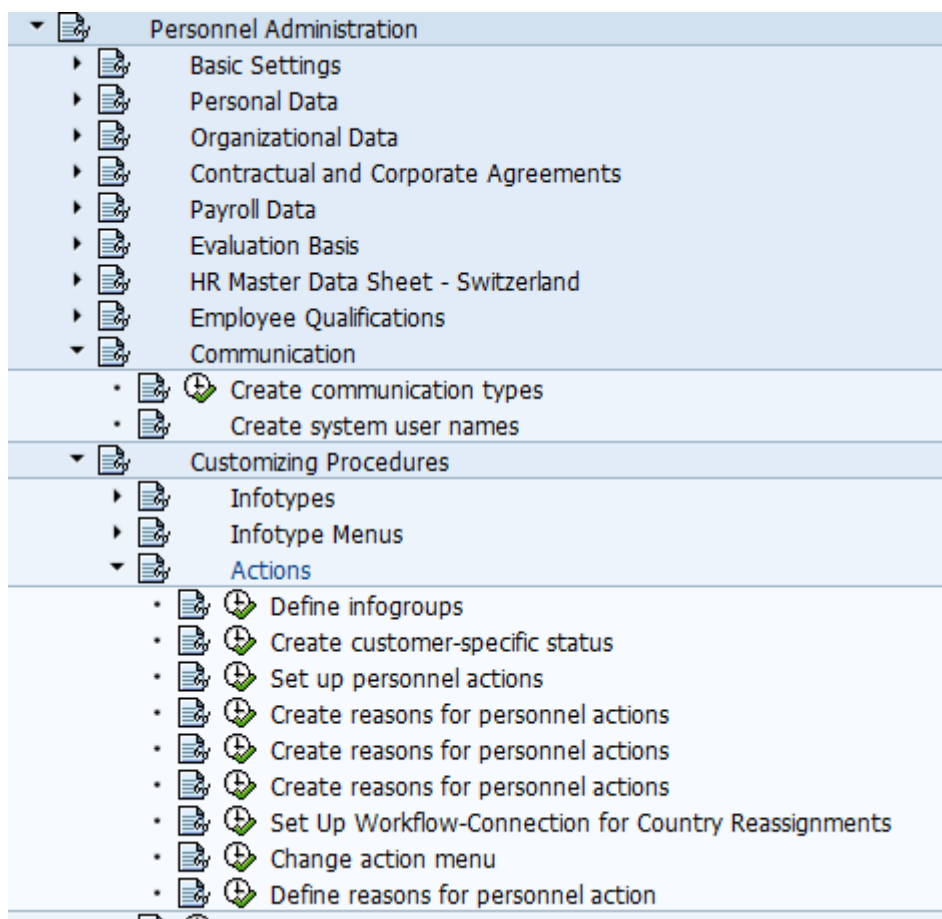 Personnel Administration
Basic Settings
Personal Data
Organizational Data
Contractual and Corporate Agreements
Payroll Data
Evaluation Basis
HR Master Data Sheet - Switzerland
Employee Qualifications
Communication
Create communication types
Create system user names
Customizing Procedures
Infotypes
Infotype Menus
Actions
Define infogroups
Create customer-specific status
Set up personnel actions
Create reasons for personnel actions
Create reasons for personnel actions
Create reasons for personnel actions
Set Up Workflow-Connection for Country Reassignments
Change action menu
Define reasons for personnel action